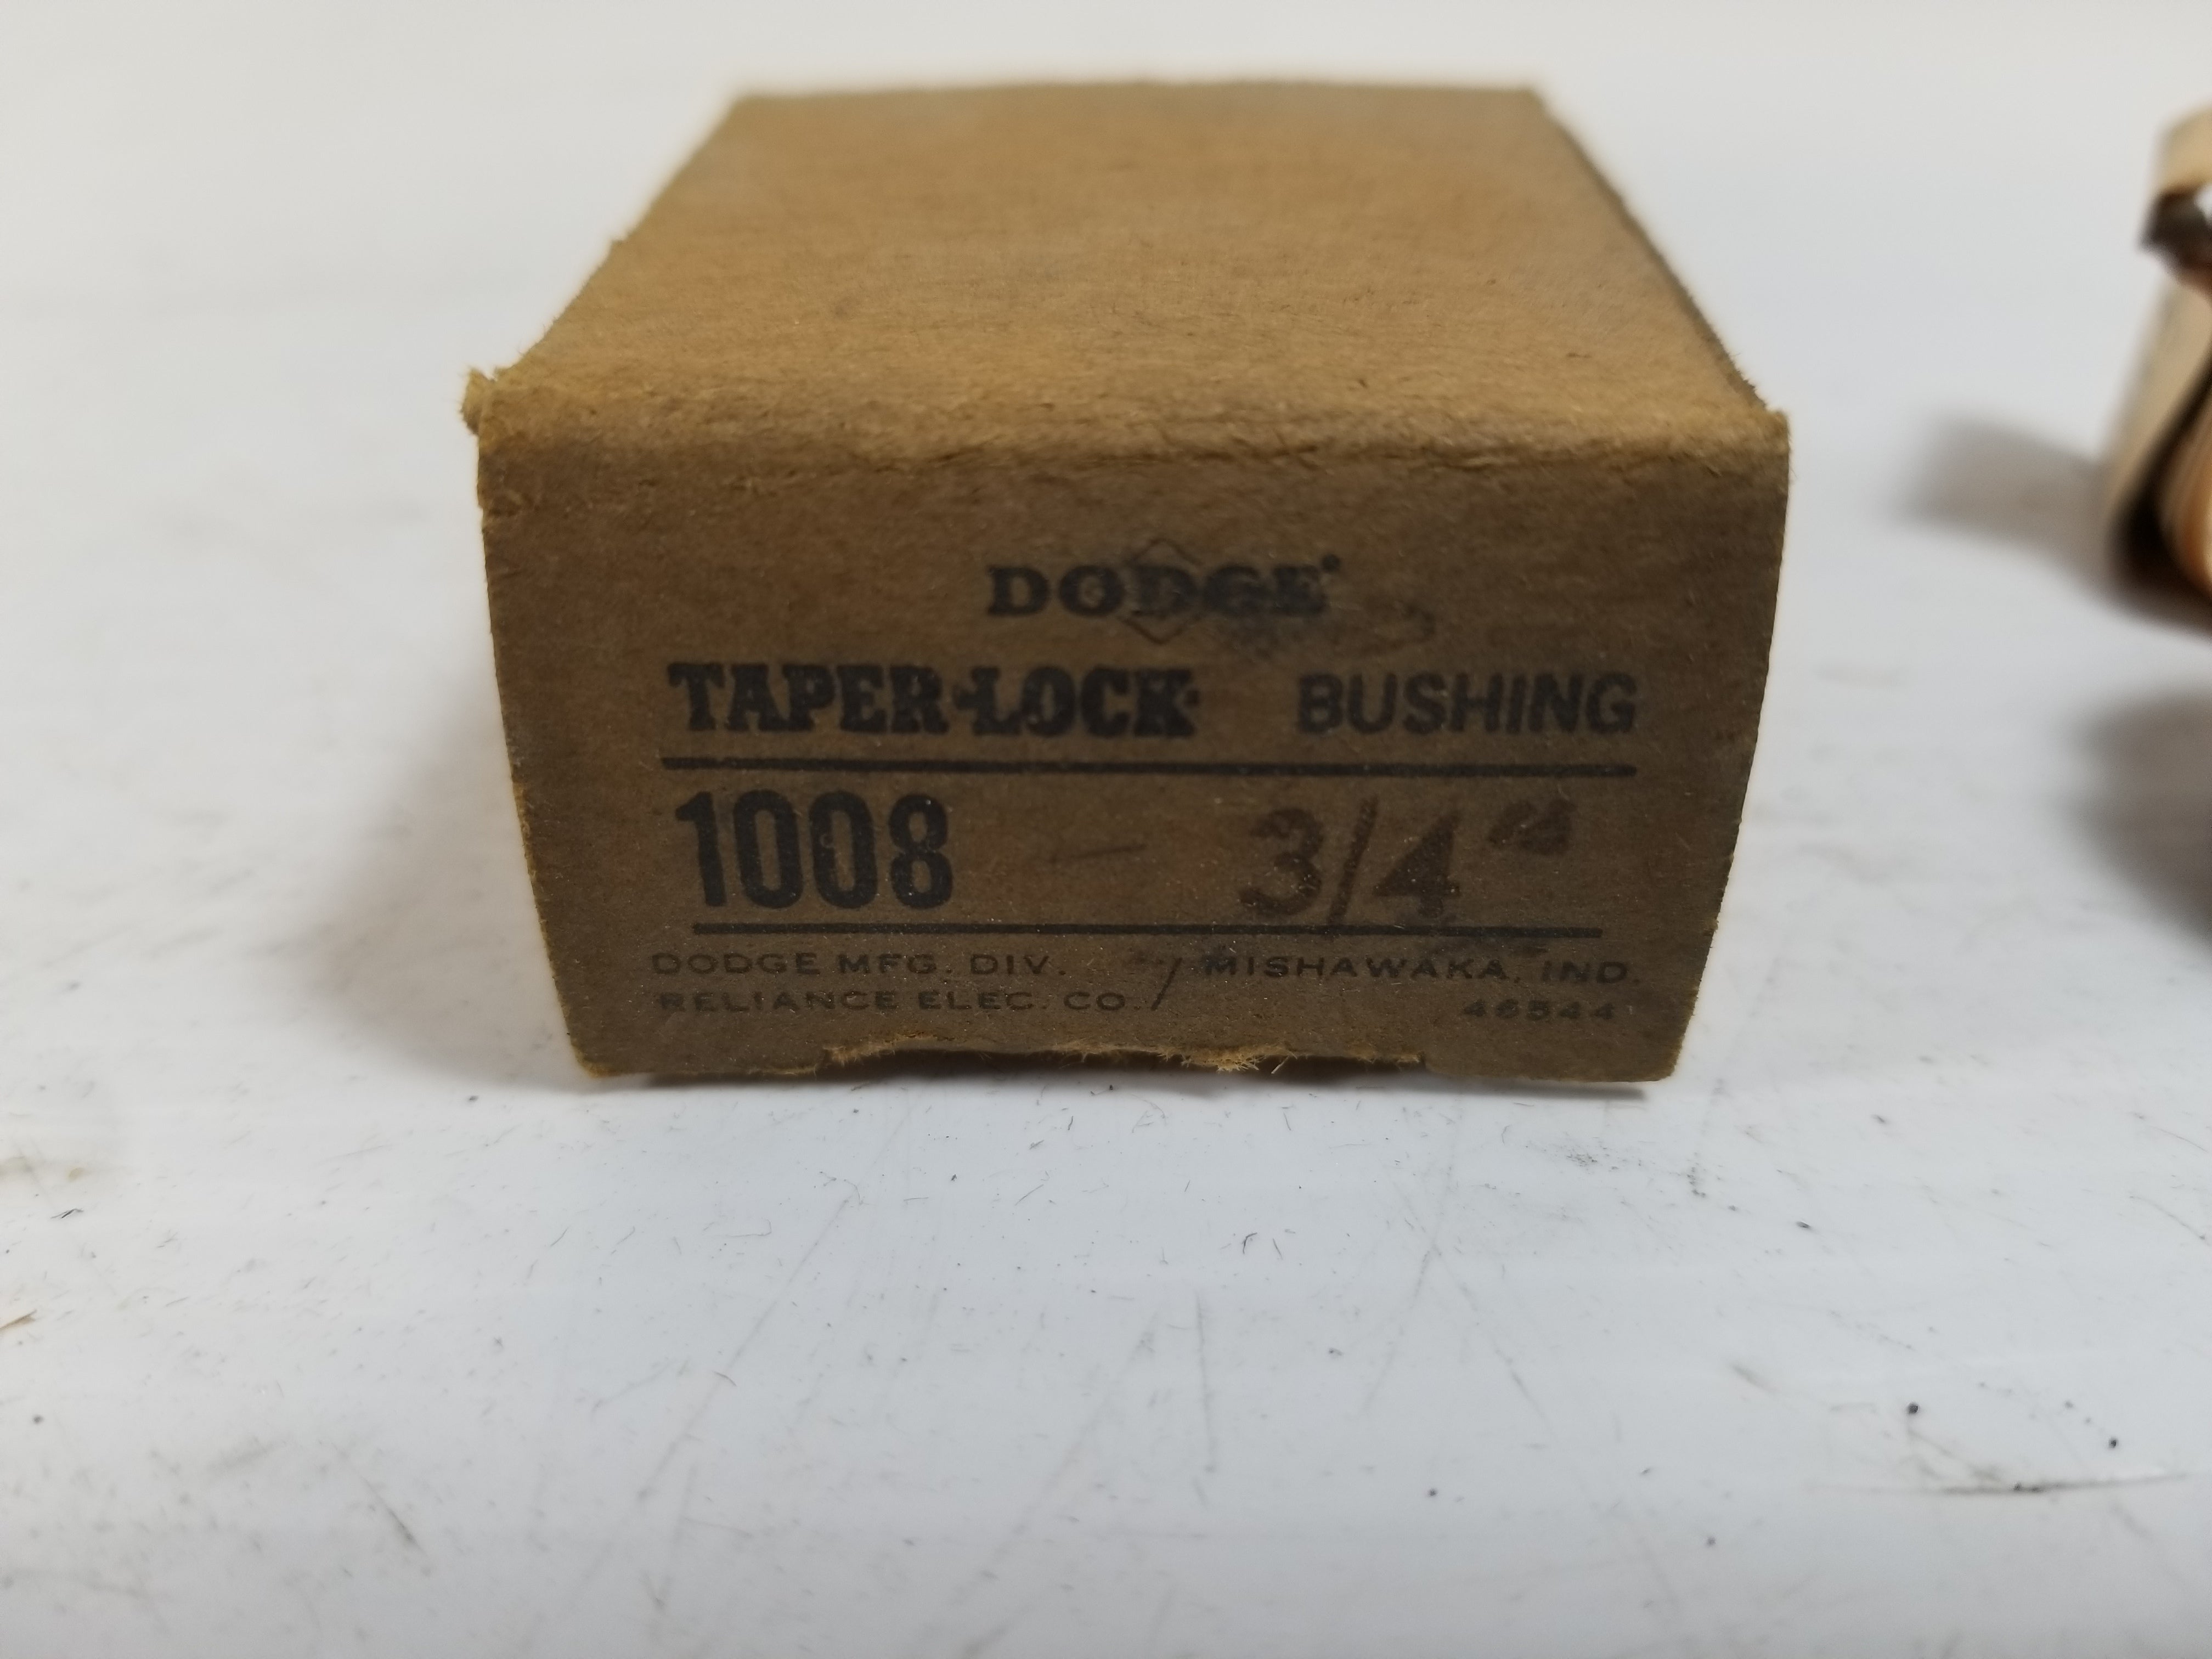 DODGE
TAPER-LOCK BUSHING
1008 - 3/4"
DODGE MFG. DIV. / MISHAWAKA, IND.
RELIANCE ELEC. CO. 46544